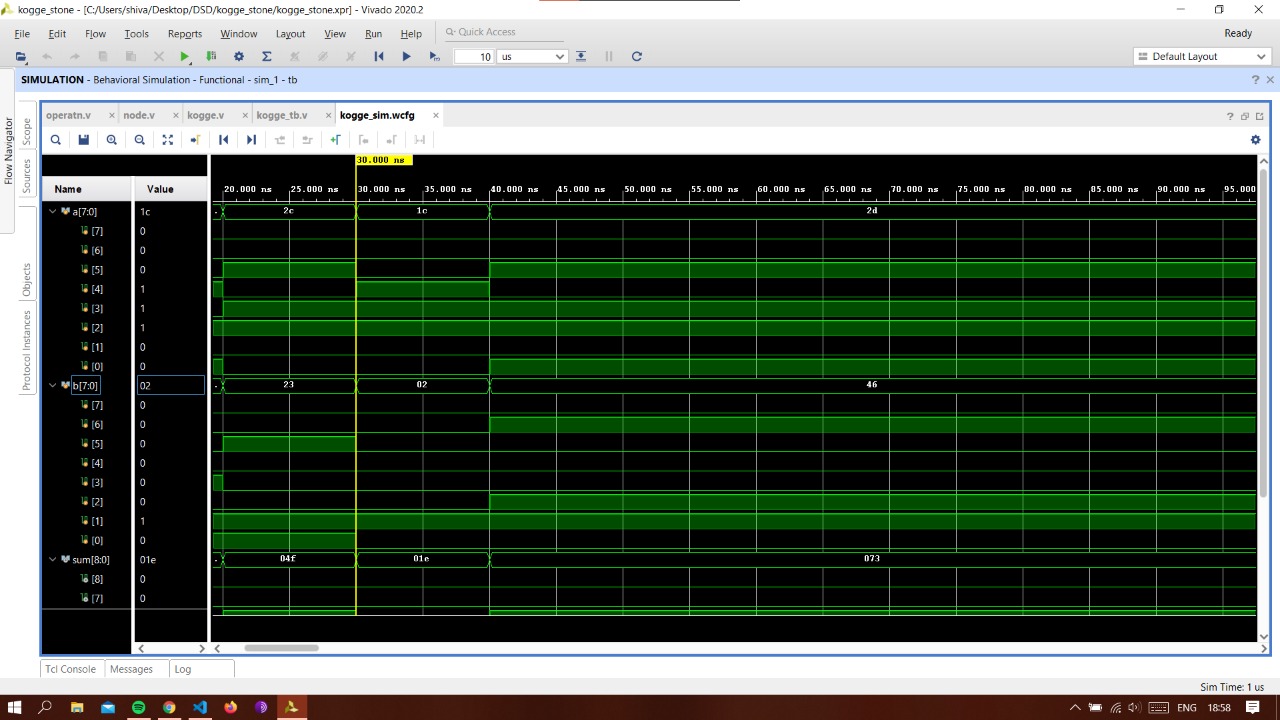 kogge_stone - [C:/Users/shiva/Desktop/DSD/kogge_stone/kogge_stone.xpr] - Vivado 2020.2
File Edit Flow Tools Reports Window Layout View Run Help Quick Access Ready
10 us Default Layout
SIMULATION - Behavioral Simulation - Functional - sim_1 - tb ? ×
Flow Navigator
Scope
Sources
Objects
Protocol Instances
operatn.v × node.v × kogge.v × kogge_tb.v × kogge_sim.wcfg × ?
30.000 ns
Name Value 20.000 ns 25.000 ns 30.000 ns 35.000 ns 40.000 ns 45.000 ns 50.000 ns 55.000 ns 60.000 ns 65.000 ns 70.000 ns 75.000 ns 80.000 ns 85.000 ns 90.000 ns 95.000
a[7:0] 1c 2c 1c 2d
[7] 0
[6] 0
[5] 0
[4] 1
[3] 1
[2] 1
[1] 0
[0] 0
b[7:0] 02 23 02 46
[7] 0
[6] 0
[5] 0
[4] 0
[3] 0
[2] 0
[1] 1
[0] 0
sum[8:0] 01e 04f 01e 073
[8] 0
[7] 0
Tcl Console Messages Log
Sim Time: 1 us
ENG 18:58